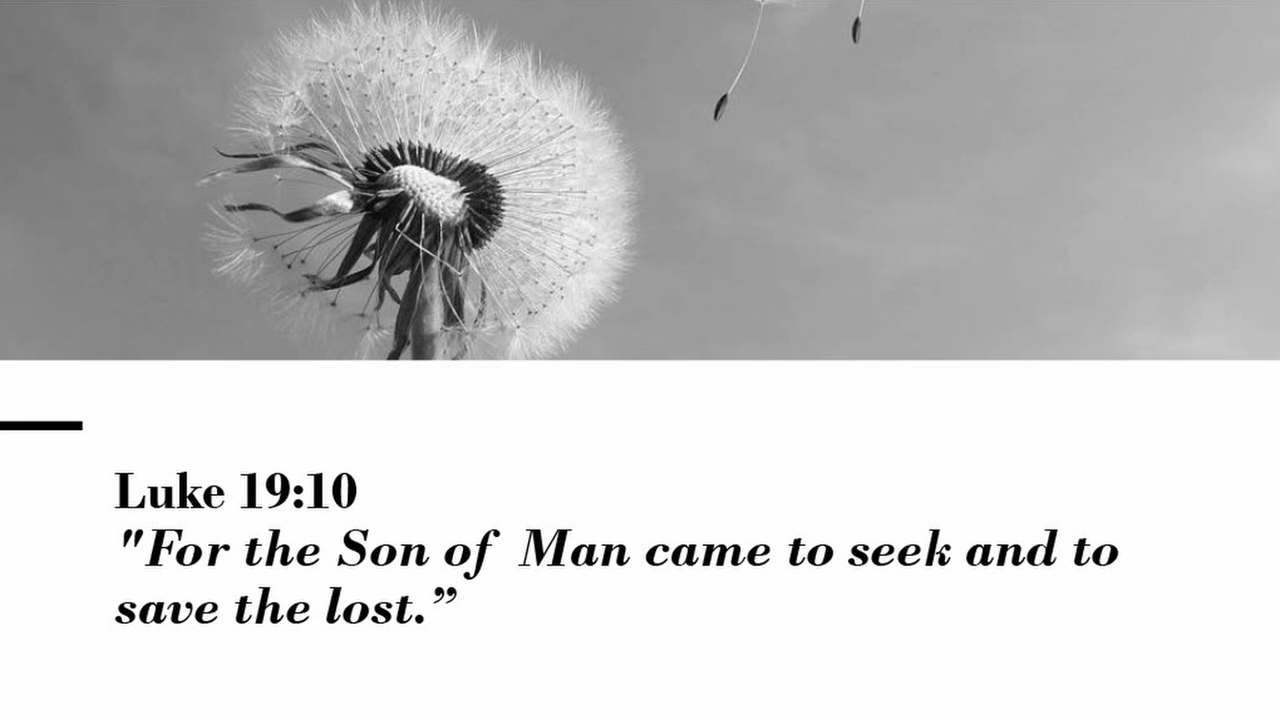 Luke 19:10
"For the Son of Man came to seek and to
save the lost.”